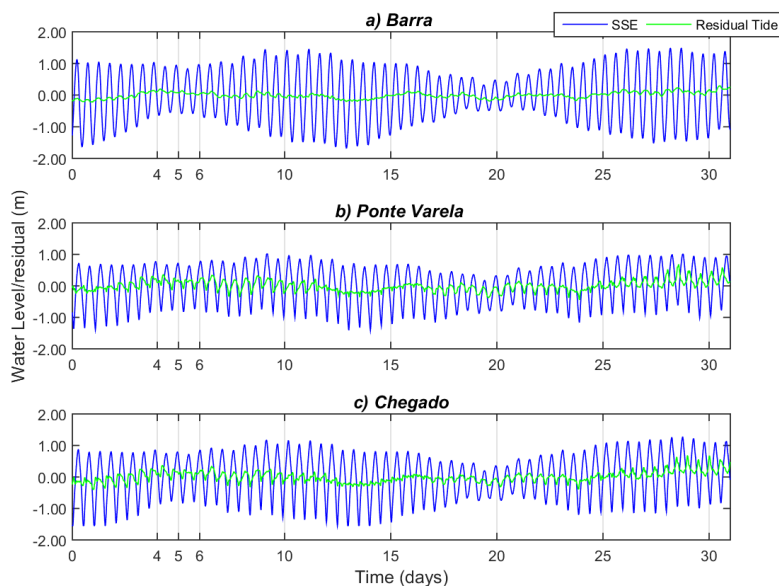 a) Barra
SSE Residual Tide
2.00
1.00
0.00
-1.00
-2.00
0 4 5 6 10 15 20 25 30
b) Ponte Varela
2.00
1.00
0.00
-1.00
-2.00
0 4 5 6 10 15 20 25 30
Water Level/residual (m)
c) Chegado
2.00
1.00
0.00
-1.00
-2.00
0 4 5 6 10 15 20 25 30
Time (days)